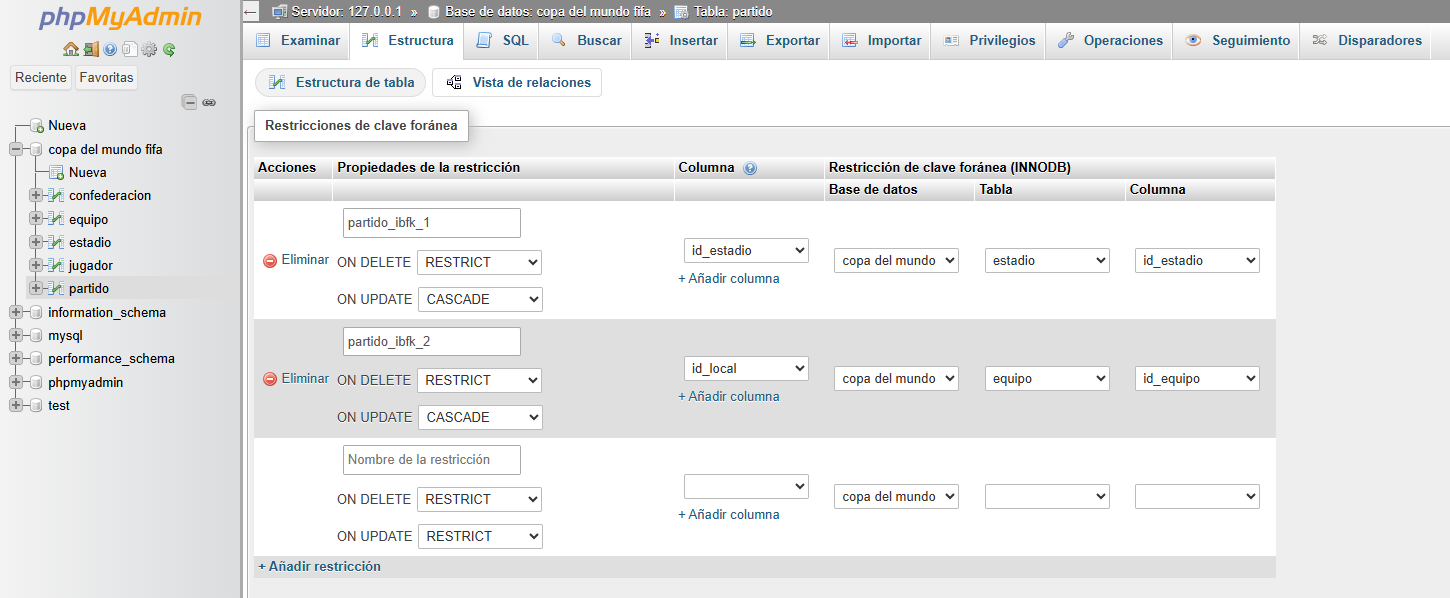 phpMyAdmin
Reciente
Favoritas
Nueva
copa del mundo fifa
Nueva
confederacion
equipo
estadio
jugador
partido
information_schema
mysql
performance_schema
phpmyadmin
test
Servidor: 127.0.0.1 » Base de datos: copa del mundo fifa » Tabla: partido
Examinar Estructura SQL Buscar Insertar Exportar Importar Privilegios Operaciones Seguimiento Disparadores
Estructura de tabla Vista de relaciones
Restricciones de clave foránea
Acciones Propiedades de la restricción Columna Restricción de clave foránea (INNODB)
Base de datos Tabla Columna
partido_ibfk_1
Eliminar ON DELETE RESTRICT id_estadio copa del mundo estadio id_estadio
+ Añadir columna
ON UPDATE CASCADE
partido_ibfk_2
Eliminar ON DELETE RESTRICT id_local copa del mundo equipo id_equipo
+ Añadir columna
ON UPDATE CASCADE
Nombre de la restricción
ON DELETE RESTRICT copa del mundo
+ Añadir columna
ON UPDATE RESTRICT
+ Añadir restricción